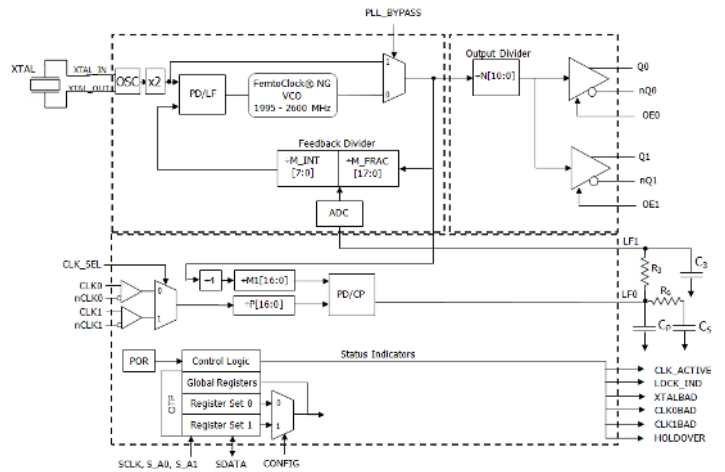 PLL_BYPASS
XTAL
XTAL_IN
XTAL_OUT
OSC
x2
PD/LF
FemtoClock® NG
VCO
1995 - 2600 MHz
1
0
Output Divider
÷N[10:0]
Q0
nQ0
OE0
Q1
nQ1
OE1
Feedback Divider
÷M_INT
[7:0]
÷M_FRAC
[17:0]
ADC
CLK_SEL
CLK0
nCLK0
CLK1
nCLK1
0
1
÷4
÷M1[16:0]
÷P[16:0]
PD/CP
LF1
LF0
R3
C3
RS
CP
CS
POR
Control Logic
Global Registers
Register Set 0
Register Set 1
OTP
0
1
Status Indicators
CLK_ACTIVE
LOCK_IND
XTALBAD
CLK0BAD
CLK1BAD
HOLDOVER
SCLK, S_A0, S_A1
SDATA
CONFIG